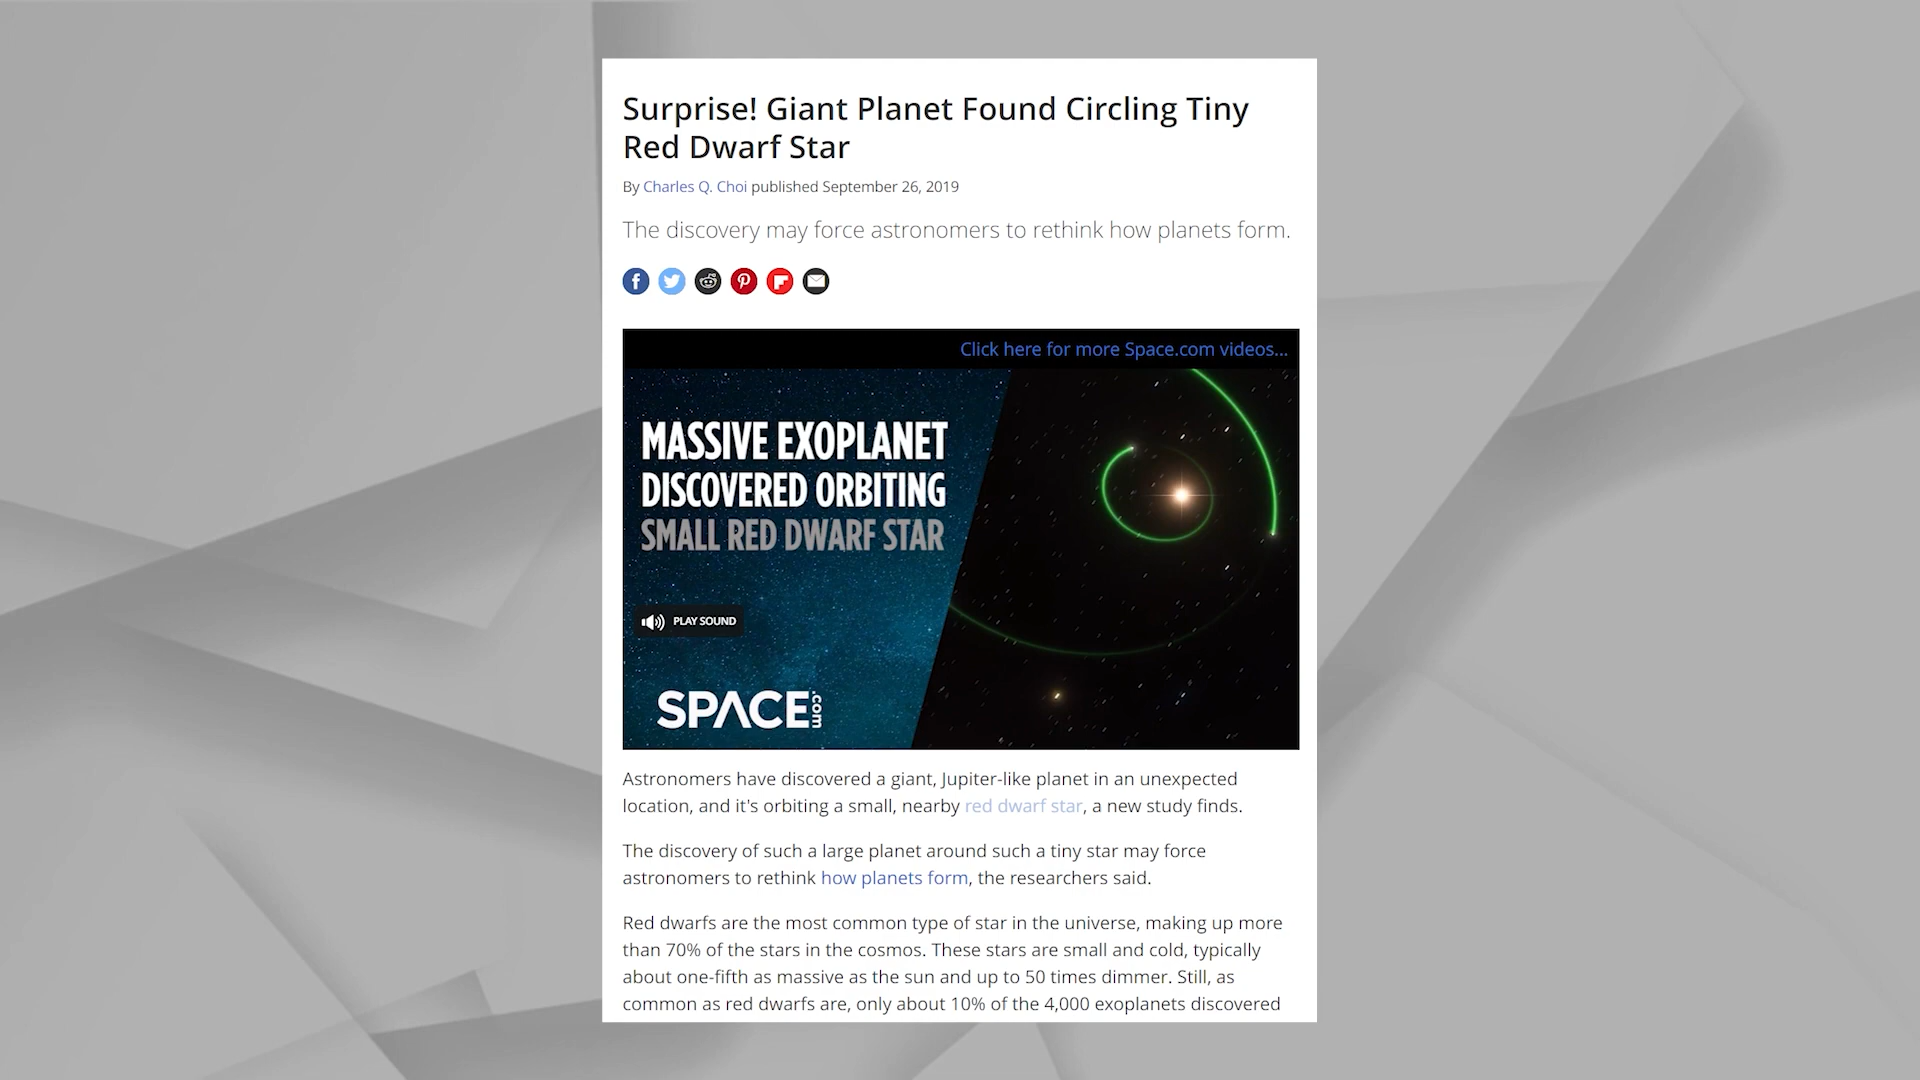 Surprise! Giant Planet Found Circling Tiny
Red Dwarf Star
By Charles Q. Choi published September 26, 2019
The discovery may force astronomers to rethink how planets form.
Click here for more Space.com videos...
MASSIVE EXOPLANET
DISCOVERED ORBITING
SMALL RED DWARF STAR
PLAY SOUND
SPACE.com
Astronomers have discovered a giant, Jupiter-like planet in an unexpected
location, and it's orbiting a small, nearby red dwarf star, a new study finds.
The discovery of such a large planet around such a tiny star may force
astronomers to rethink how planets form, the researchers said.
Red dwarfs are the most common type of star in the universe, making up more
than 70% of the stars in the cosmos. These stars are small and cold, typically
about one-fifth as massive as the sun and up to 50 times dimmer. Still, as
common as red dwarfs are, only about 10% of the 4,000 exoplanets discovered